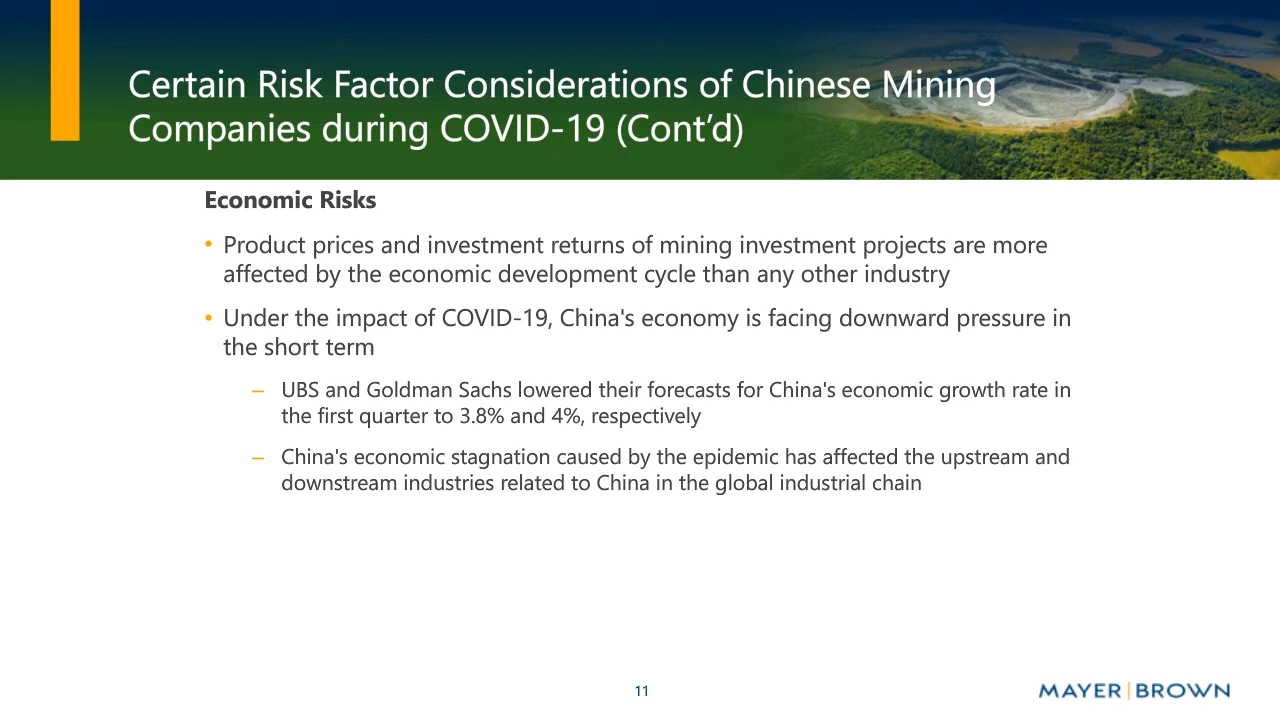 Certain Risk Factor Considerations of Chinese Mining
Companies during COVID-19 (Cont’d)
Economic Risks
• Product prices and investment returns of mining investment projects are more
affected by the economic development cycle than any other industry
• Under the impact of COVID-19, China's economy is facing downward pressure in
the short term
– UBS and Goldman Sachs lowered their forecasts for China's economic growth rate in
the first quarter to 3.8% and 4%, respectively
– China's economic stagnation caused by the epidemic has affected the upstream and
downstream industries related to China in the global industrial chain
11
MAYER | BROWN